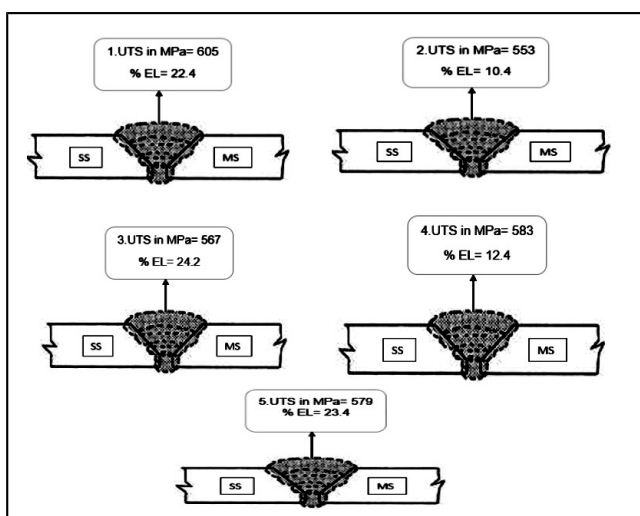 1.UTS in MPa= 605
% EL= 22.4
SS
MS
2.UTS in MPa= 553
% EL= 10.4
SS
MS
3.UTS in MPa= 567
% EL= 24.2
SS
MS
4.UTS in MPa= 583
% EL= 12.4
SS
MS
5.UTS in MPa= 579
% EL= 23.4
SS
MS